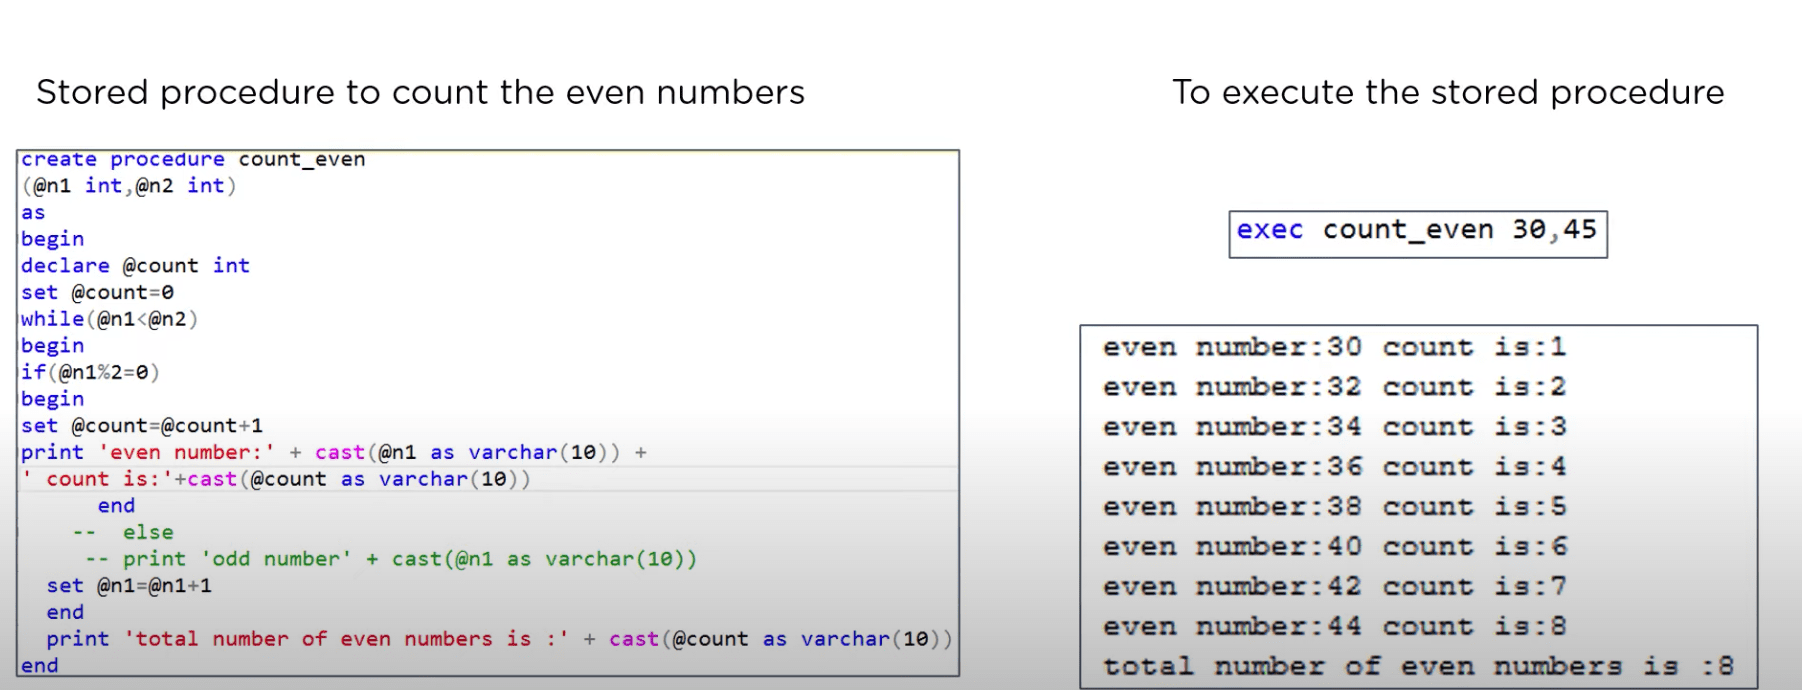 Stored procedure to count the even numbers
create procedure count_even
(@n1 int,@n2 int)
as
begin
declare @count int
set @count=0
while(@n1<@n2)
begin
if(@n1%2=0)
begin
set @count=@count+1
print 'even number:' + cast(@n1 as varchar(10)) +
' count is:'+cast(@count as varchar(10))
end
-- else
-- print 'odd number' + cast(@n1 as varchar(10))
set @n1=@n1+1
end
print 'total number of even numbers is :' + cast(@count as varchar(10))
end
To execute the stored procedure
exec count_even 30,45
even number:30 count is:1
even number:32 count is:2
even number:34 count is:3
even number:36 count is:4
even number:38 count is:5
even number:40 count is:6
even number:42 count is:7
even number:44 count is:8
total number of even numbers is :8